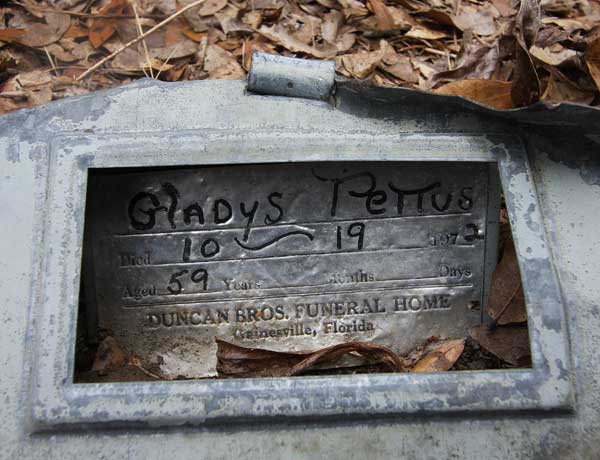 Gladys Pettus
Died 10 ~ 19 1972
Aged 59 Years Months Days
DUNCAN BROS. FUNERAL HOME
Gainesville, Florida